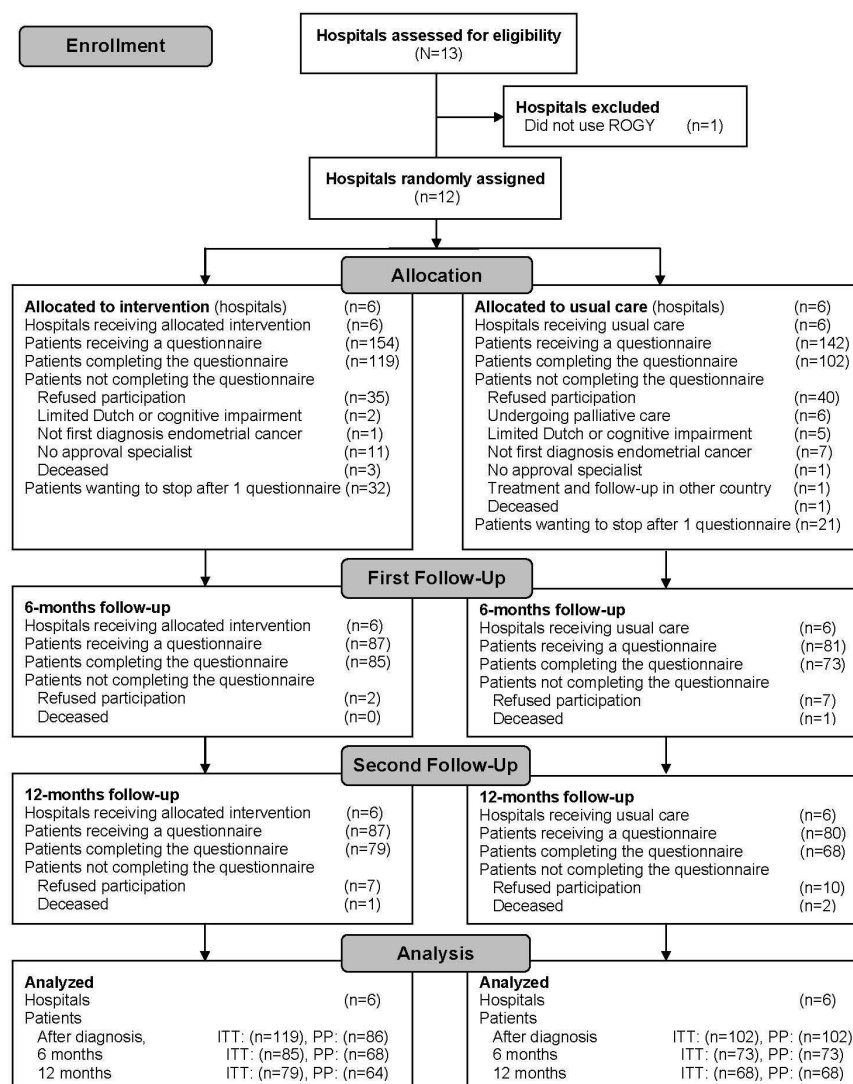 Enrollment
Hospitals assessed for eligibility
(N=13)
Hospitals excluded
Did not use ROGY (n=1)
Hospitals randomly assigned
(n=12)
Allocation
Allocated to intervention (hospitals) (n=6)
Hospitals receiving allocated intervention (n=6)
Patients receiving a questionnaire (n=154)
Patients completing the questionnaire (n=119)
Patients not completing the questionnaire
Refused participation (n=35)
Limited Dutch or cognitive impairment (n=2)
Not first diagnosis endometrial cancer (n=1)
No approval specialist (n=11)
Deceased (n=3)
Patients wanting to stop after 1 questionnaire (n=32)
Allocated to usual care (hospitals) (n=6)
Hospitals receiving usual care (n=6)
Patients receiving a questionnaire (n=142)
Patients completing the questionnaire (n=102)
Patients not completing the questionnaire
Refused participation (n=40)
Undergoing palliative care (n=6)
Limited Dutch or cognitive impairment (n=5)
Not first diagnosis endometrial cancer (n=7)
No approval specialist (n=1)
Treatment and follow-up in other country (n=1)
Deceased (n=1)
Patients wanting to stop after 1 questionnaire (n=21)
First Follow-Up
6-months follow-up
Hospitals receiving allocated intervention (n=6)
Patients receiving a questionnaire (n=87)
Patients completing the questionnaire (n=85)
Patients not completing the questionnaire
Refused participation (n=2)
Deceased (n=0)
6-months follow-up
Hospitals receiving usual care (n=6)
Patients receiving a questionnaire (n=81)
Patients completing the questionnaire (n=73)
Patients not completing the questionnaire
Refused participation (n=7)
Deceased (n=1)
Second Follow-Up
12-months follow-up
Hospitals receiving allocated intervention (n=6)
Patients receiving a questionnaire (n=87)
Patients completing the questionnaire (n=79)
Patients not completing the questionnaire
Refused participation (n=7)
Deceased (n=1)
12-months follow-up
Hospitals receiving usual care (n=6)
Patients receiving a questionnaire (n=80)
Patients completing the questionnaire (n=68)
Patients not completing the questionnaire
Refused participation (n=10)
Deceased (n=2)
Analysis
Analyzed
Hospitals (n=6)
Patients
After diagnosis, ITT: (n=119), PP: (n=86)
6 months ITT: (n=85), PP: (n=68)
12 months ITT: (n=79), PP: (n=64)
Analyzed
Hospitals (n=6)
Patients
After diagnosis ITT: (n=102), PP: (n=102)
6 months ITT: (n=73), PP: (n=73)
12 months ITT: (n=68), PP: (n=68)